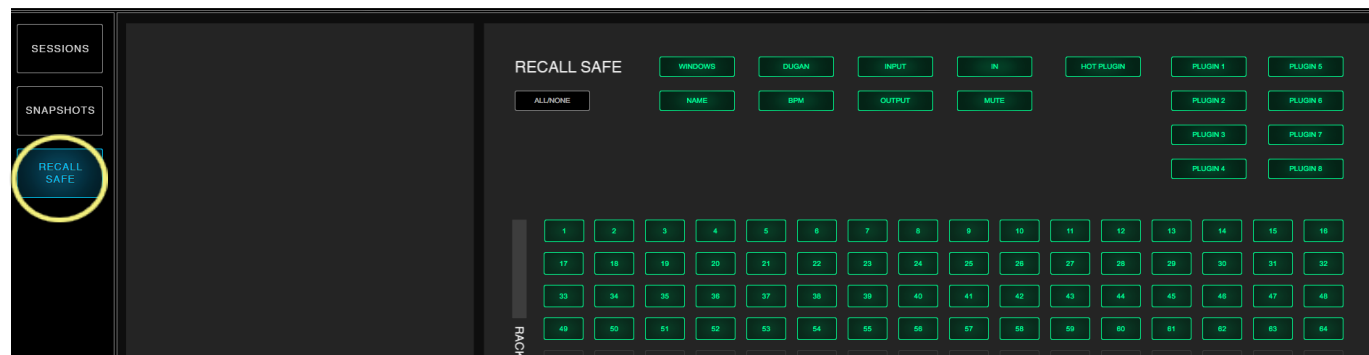 SESSIONS
SNAPSHOTS
RECALL
SAFE
RECALL SAFE
WINDOWS DUGAN INPUT IN HOT PLUGIN PLUGIN 1 PLUGIN 5
ALL/NONE NAME BPM OUTPUT MUTE PLUGIN 2 PLUGIN 6
PLUGIN 3 PLUGIN 7
PLUGIN 4 PLUGIN 8
1 2 3 4 5 6 7 8 9 10 11 12 13 14 15 16
17 18 19 20 21 22 23 24 25 26 27 28 29 30 31 32
33 34 35 36 37 38 39 40 41 42 43 44 45 46 47 48
RACK
49 50 51 52 53 54 55 56 57 58 59 60 61 62 63 64